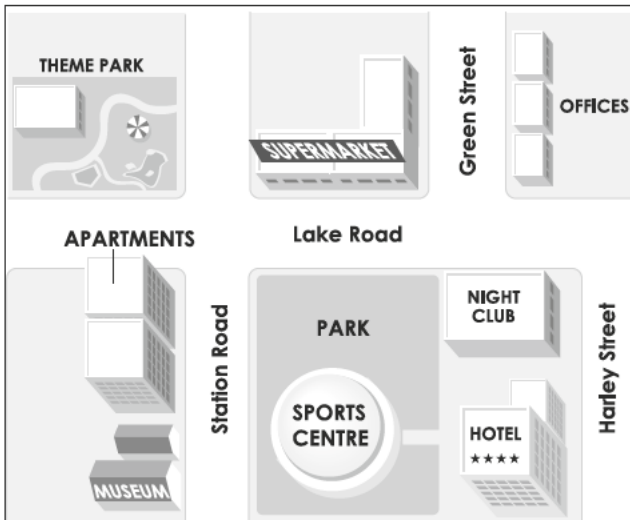 THEME PARK
SUPERMARKET
Green Street
OFFICES
APARTMENTS
Lake Road
Station Road
PARK
NIGHT
CLUB
SPORTS
CENTRE
HOTEL
★★★★
Harley Street
MUSEUM